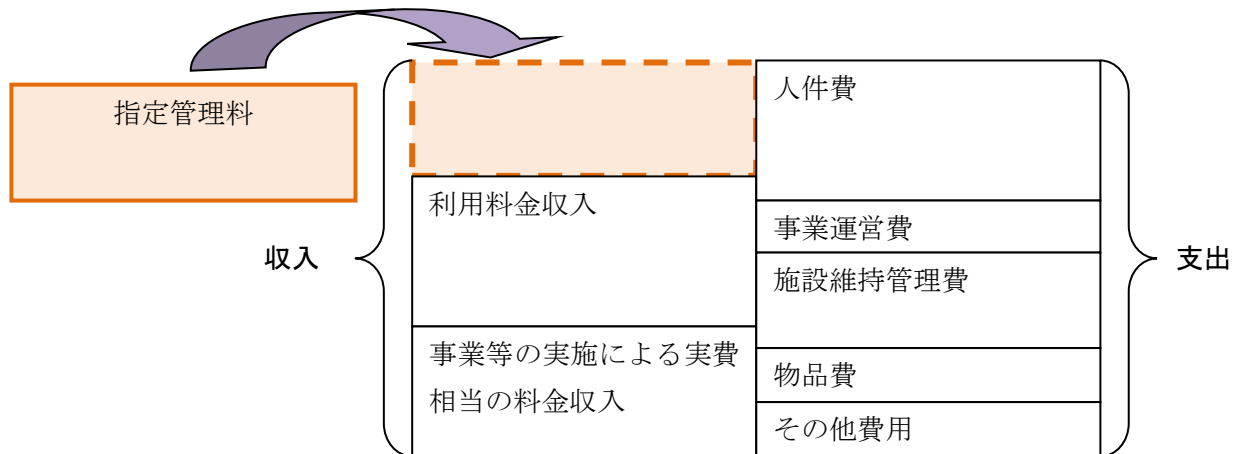 指定管理料
収入
利用料金収入
事業等の実施による実費
相当の料金収入
人件費
事業運営費
施設維持管理費
物品費
その他費用
支出